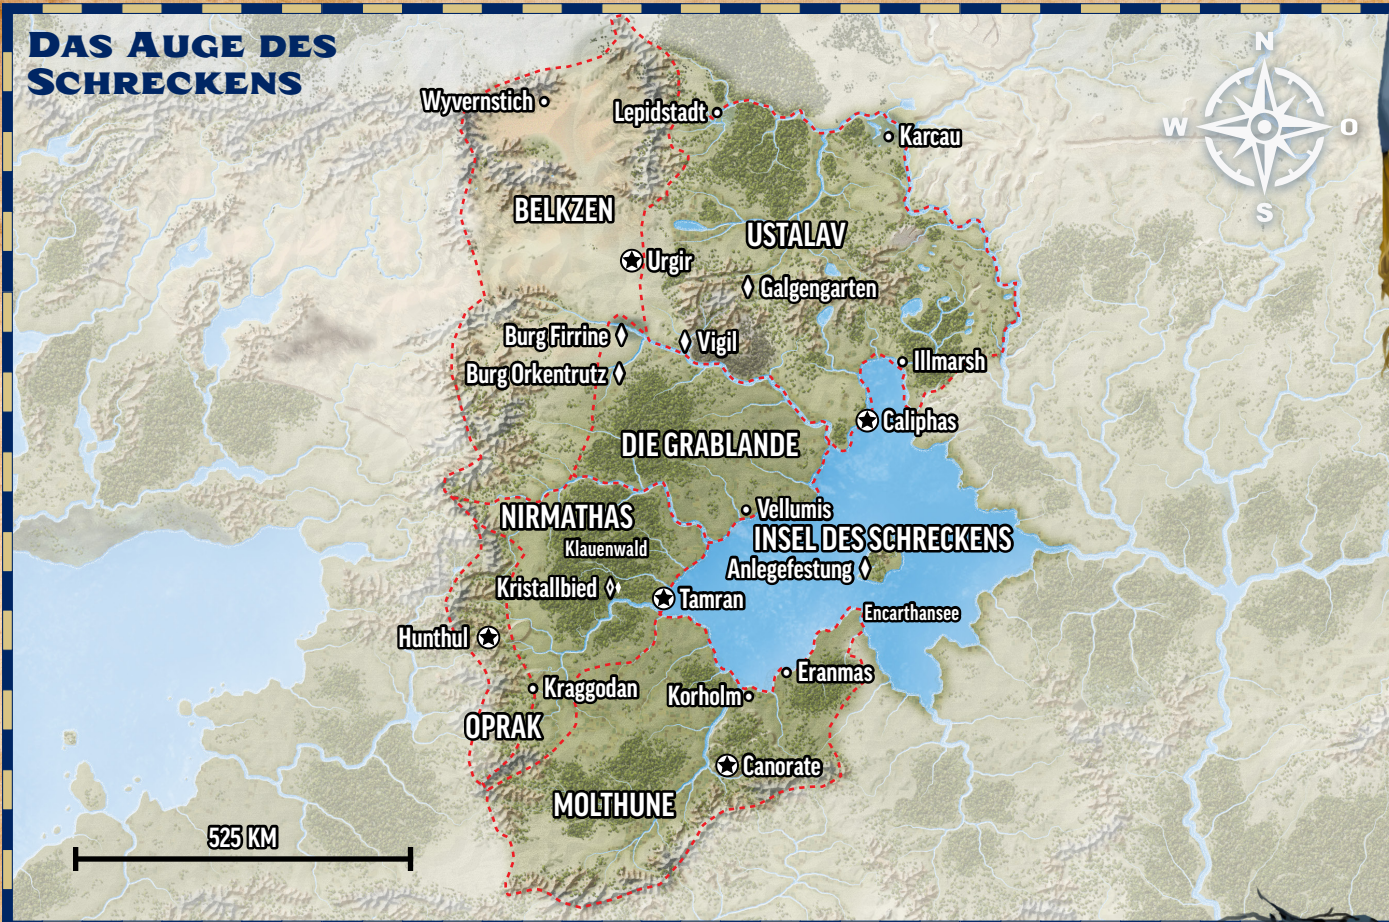 DAS AUGE DES
SCHRECKENS
N
W
O
S
Wyvernstich
Lepidstadt
Karcau
BELKZEN
USTALAV
Urgir
Galgengarten
Burg Firrine
Vigil
Illmarsh
Burg Orkentrutz
Caliphas
DIE GRABLANDE
NIRMATHAS
Vellumis
INSEL DES SCHRECKENS
Klauenwald
Anlegefestung
Kristallbied
Tamran
Encarthansee
Hunthul
Eranmas
Kraggodan
Korholm
OPRAK
Canorate
MOLTHUNE
525 KM